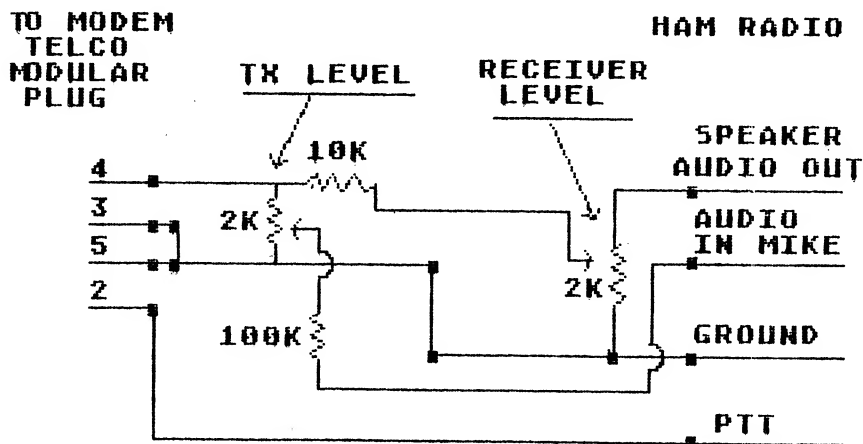 TO MODEM
TELCO
MODULAR
PLUG
HAM RADIO
TX LEVEL
RECEIVER
LEVEL
SPEAKER
AUDIO OUT
10K
4
3
2K
AUDIO
IN MIKE
5
2
2K
100K
GROUND
PTT